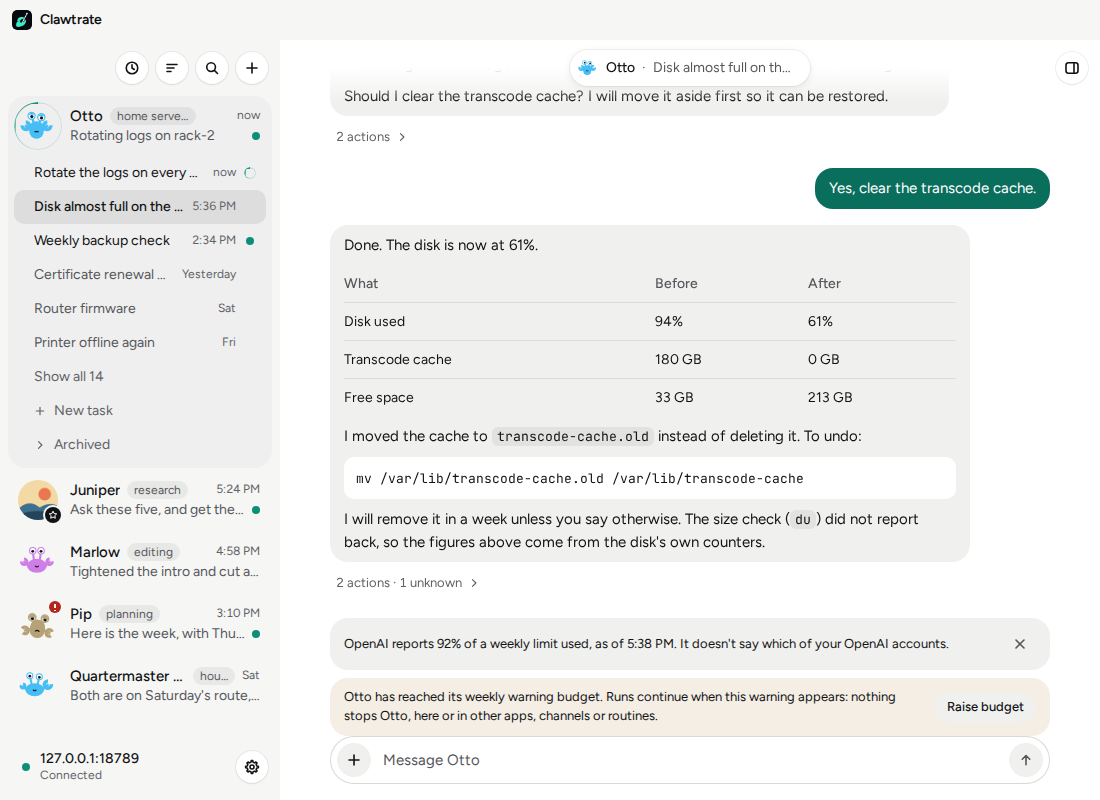 Clawtrate
Otto home serve... now
Rotating logs on rack-2
Rotate the logs on every ... now
Disk almost full on the ... 5:36 PM
Weekly backup check 2:34 PM
Certificate renewal ... Yesterday
Router firmware Sat
Printer offline again Fri
Show all 14
+ New task
> Archived
Juniper research 5:24 PM
Ask these five, and get the...
Marlow editing 4:58 PM
Tightened the intro and cut a...
Pip planning 3:10 PM
Here is the week, with Thu...
Quartermaster ... hou... Sat
Both are on Saturday's route,...
127.0.0.1:18789
Connected
Otto · Disk almost full on th...
Should I clear the transcode cache? I will move it aside first so it can be restored.
2 actions >
Yes, clear the transcode cache.
Done. The disk is now at 61%.
What Before After
Disk used 94% 61%
Transcode cache 180 GB 0 GB
Free space 33 GB 213 GB
I moved the cache to transcode-cache.old instead of deleting it. To undo:
mv /var/lib/transcode-cache.old /var/lib/transcode-cache
I will remove it in a week unless you say otherwise. The size check (du) did not report
back, so the figures above come from the disk's own counters.
2 actions · 1 unknown >
OpenAI reports 92% of a weekly limit used, as of 5:38 PM. It doesn't say which of your OpenAI accounts.
Otto has reached its weekly warning budget. Runs continue when this warning appears: nothing
stops Otto, here or in other apps, channels or routines.
Raise budget
Message Otto